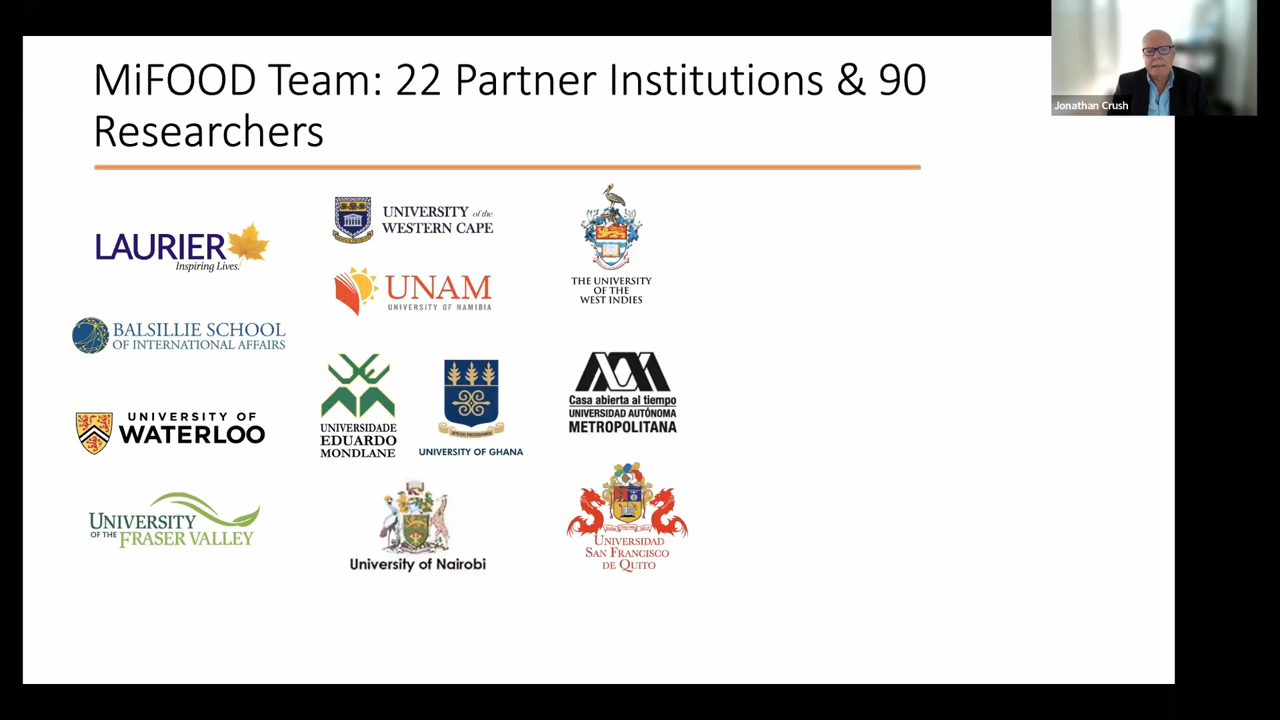 MiFOOD Team: 22 Partner Institutions & 90
Researchers
Jonathan Crush
LAURIER
Inspiring Lives.
BALSILLIE SCHOOL
OF INTERNATIONAL AFFAIRS
UNIVERSITY OF
WATERLOO
UNIVERSITY
OF THE FRASER VALLEY
UNIVERSITY of the
WESTERN CAPE
UNAM
UNIVERSITY OF NAMIBIA
UNIVERSIDADE
EDUARDO
MONDLANE
UNIVERSITY OF GHANA
University of Nairobi
THE UNIVERSITY
OF THE
WEST INDIES
Casa abierta al tiempo
UNIVERSIDAD AUTÓNOMA
METROPOLITANA
UNIVERSIDAD
SAN FRANCISCO
DE QUITO